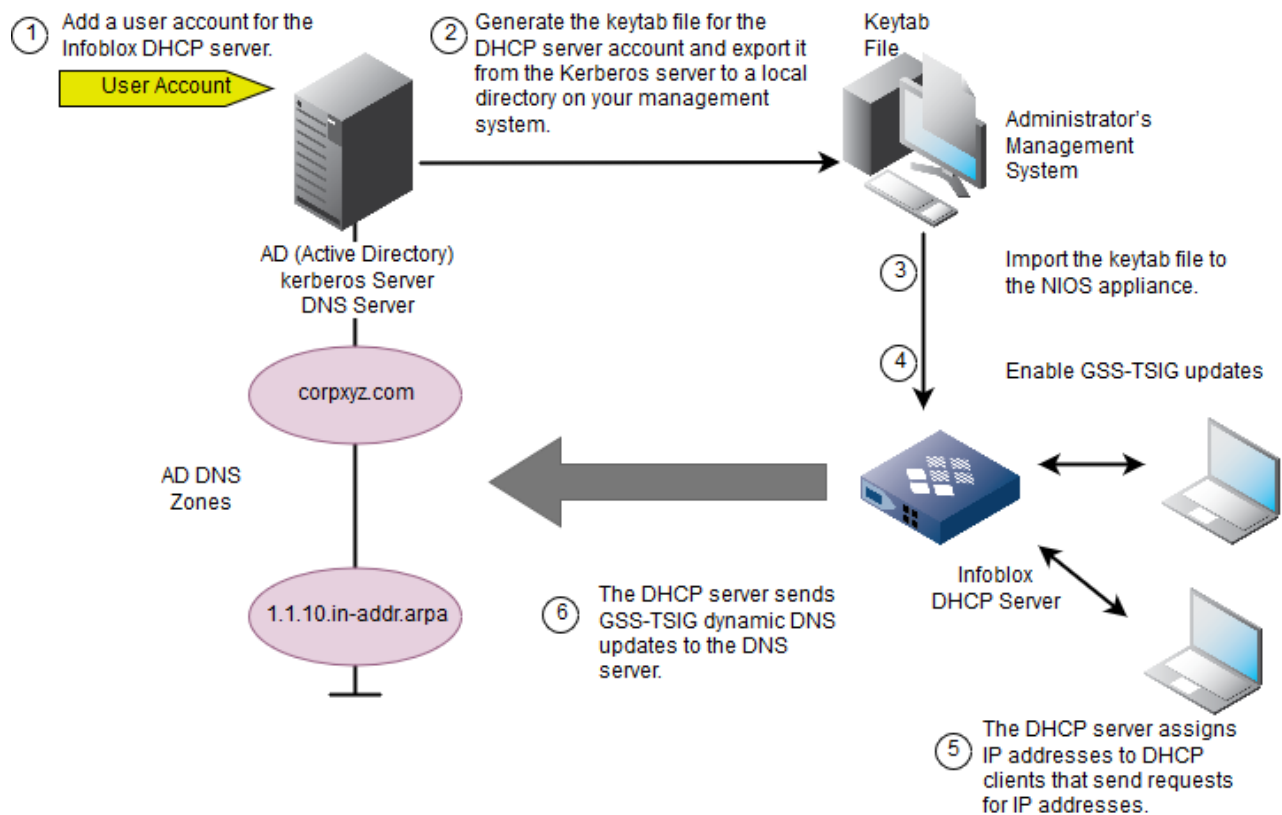 1
Add a user account for the
Infoblox DHCP server.
User Account
2
Generate the keytab file for the
DHCP server account and export it
from the Kerberos server to a local
directory on your management
system.
Keytab
File
Administrator's
Management
System
AD (Active Directory)
kerberos Server
DNS Server
3
Import the keytab file to
the NIOS appliance.
4
Enable GSS-TSIG updates
corpxyz.com
AD DNS
Zones
1.1.10.in-addr.arpa
Infoblox
DHCP Server
6
The DHCP server sends
GSS-TSIG dynamic DNS
updates to the DNS
server.
5
The DHCP server assigns
IP addresses to DHCP
clients that send requests
for IP addresses.